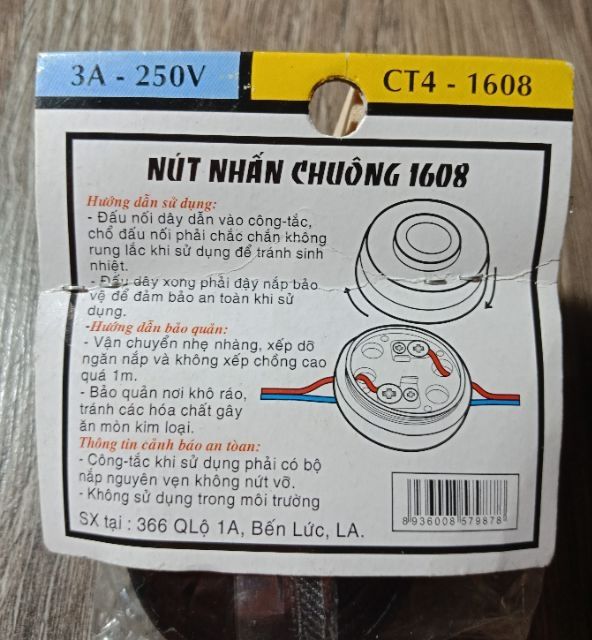 3A - 250V
CT4 - 1608
NÚT NHẤN CHUÔNG 1608
Hướng dẫn sử dụng:
- Đấu nối dây dẫn vào công-tắc,
chổ đấu nối phải chắc chắn không
rung lắc khi sử dụng để tránh sinh
nhiệt.
- Đấu dây xong phải đậy nắp bảo
vệ để đảm bảo an toàn khi sử
dụng.
-Hướng dẫn bảo quản:
- Vận chuyển nhẹ nhàng, xếp dỡ
ngăn nắp và không xếp chồng cao
quá 1m.
- Bảo quản nơi khô ráo,
tránh các hóa chất gây
ăn mòn kim loại.
Thông tin cảnh báo an tòan:
- Công-tắc khi sử dụng phải có bộ
nắp nguyên vẹn không nứt vỡ.
- Không sử dụng trong môi trường
SX tại : 366 QLộ 1A, Bến Lức, LA.
8 936008 579878